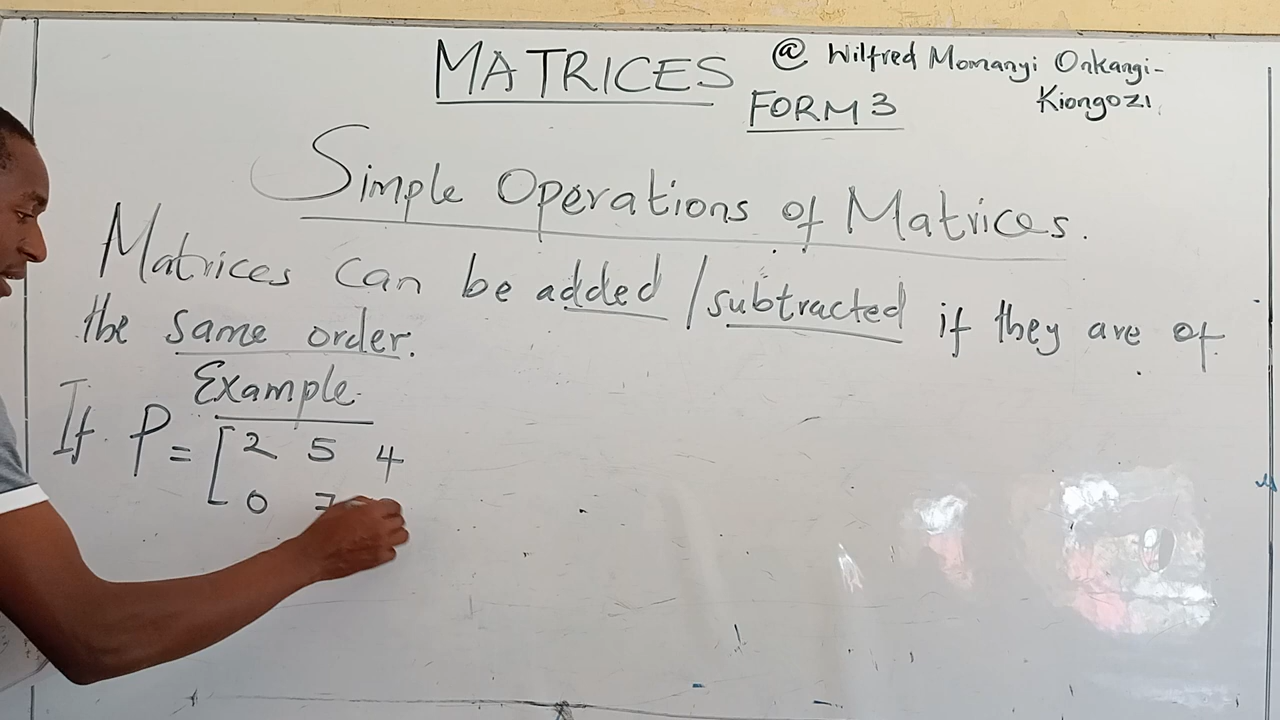 MATRICES @ Wilfred Momanyi Onkangi-
FORM 3 Kiongozi
Simple Operations of Matrices.
Matrices can be added / subtracted if they are of
the same order.
Example
If P = [ 2 5 4
0 7